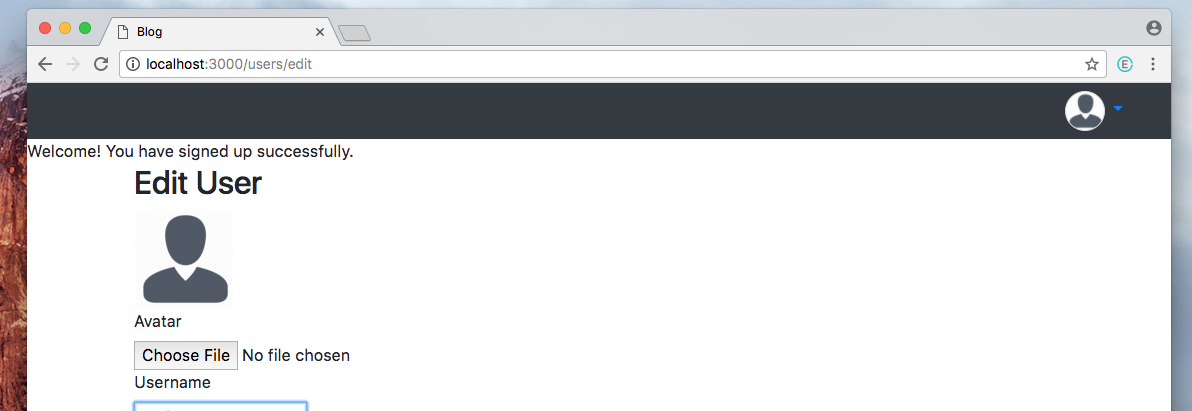 Blog
localhost:3000/users/edit
E
Welcome! You have signed up successfully.
Edit User
Avatar
Choose File No file chosen
Username